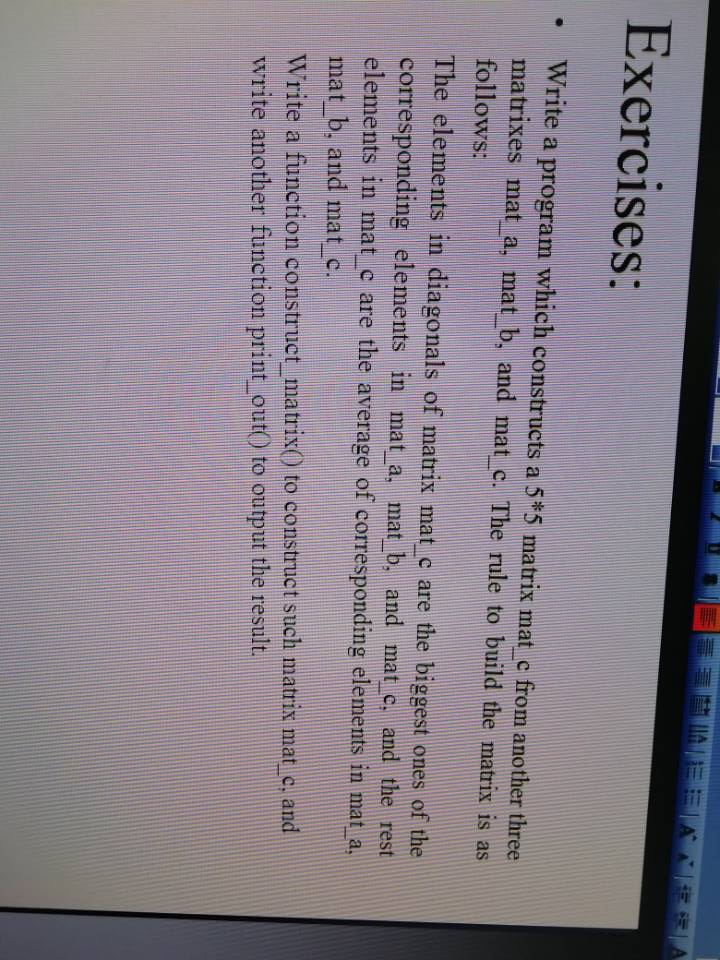 Exercises:
• Write a program which constructs a 5*5 matrix mat_c from another three
matrixes mat_a, mat_b, and mat_c. The rule to build the matrix is as
follows:
The elements in diagonals of matrix mat_c are the biggest ones of the
corresponding elements in mat_a, mat_b, and mat_c, and the rest
elements in mat_c are the average of corresponding elements in mat_a,
mat_b, and mat_c.
Write a function construct_matrix() to construct such matrix mat_c, and
write another function print_out() to output the result.